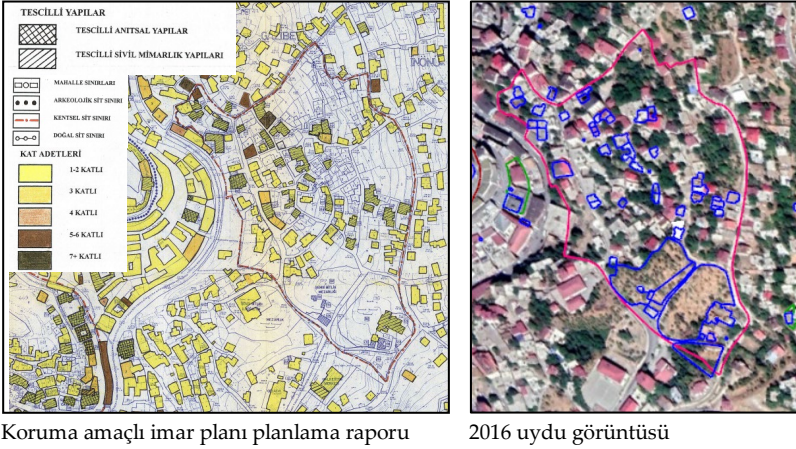 TESCİLLİ YAPILAR
TESCİLLİ ANITSAL YAPILAR
TESCİLLİ SİVİL MİMARLIK YAPILARI
MAHALLE SINIRLARI
ARKEOLOJİK SİT SINIRI
KENTSEL SİT SINIRI
DOĞAL SİT SINIRI
KAT ADETLERİ
1-2 KATLI
3 KATLI
4 KATLI
5-6 KATLI
7+ KATLI
Koruma amaçlı imar planı planlama raporu
2016 uydu görüntüsü